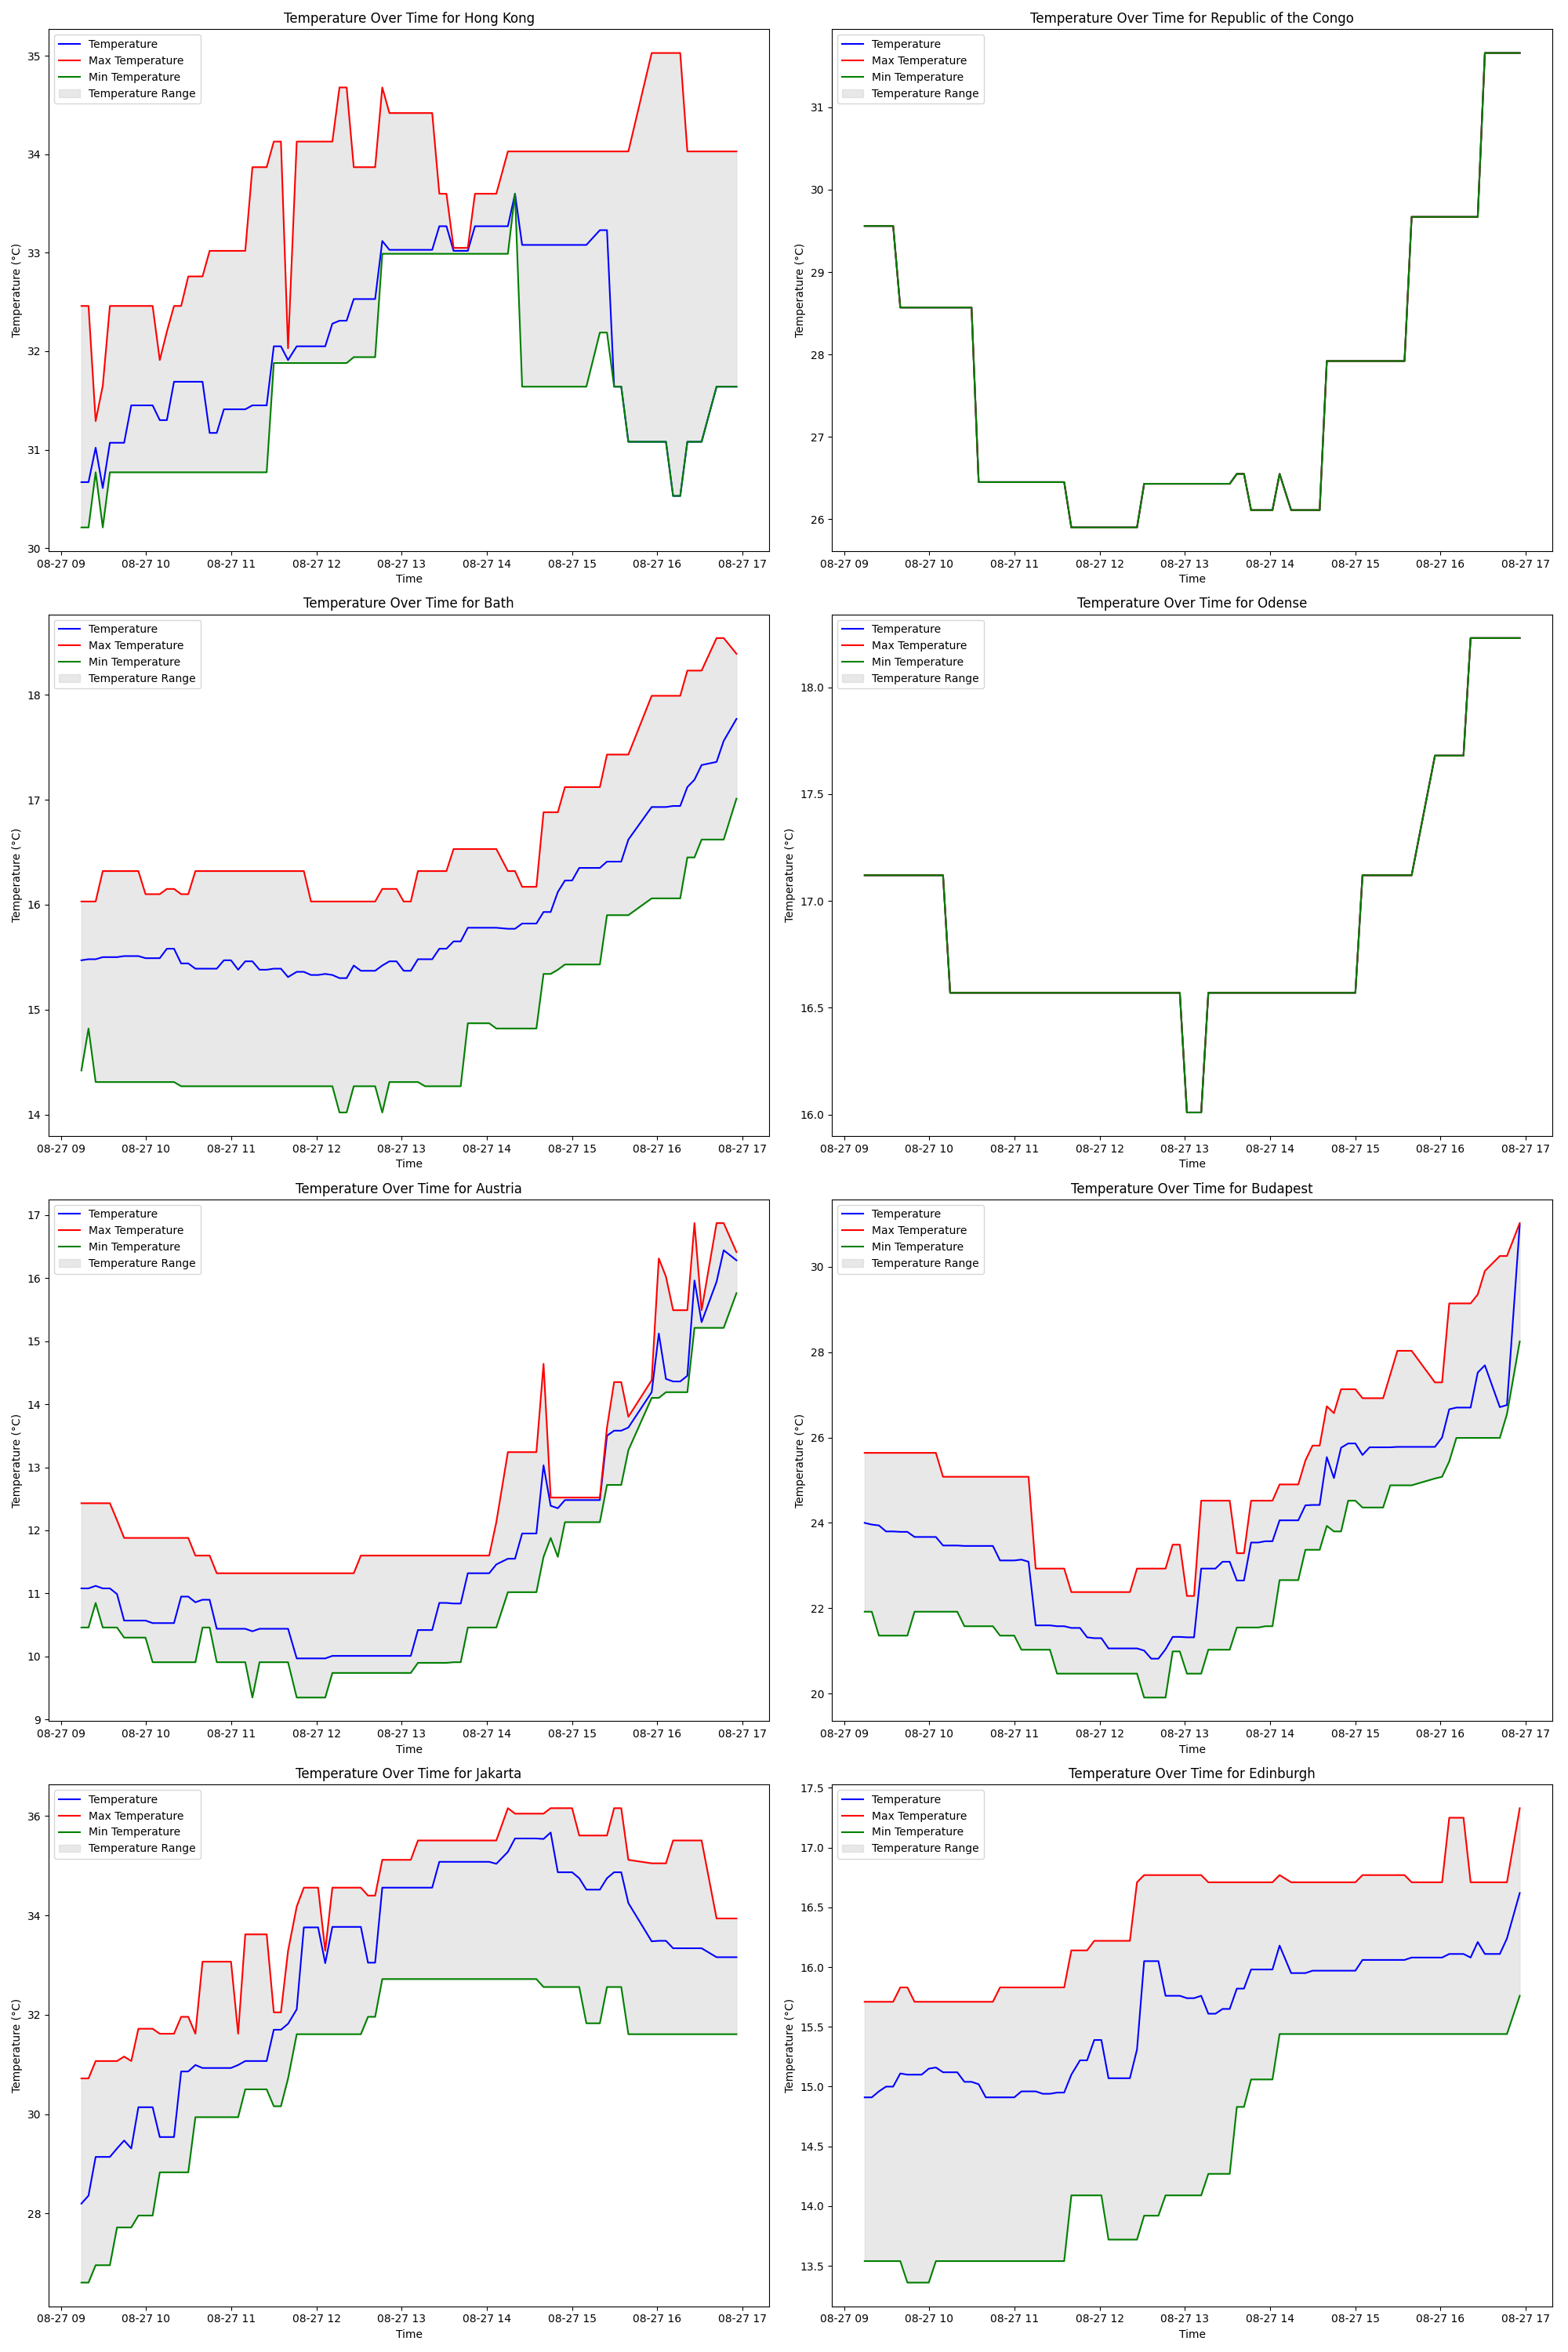 Temperature Over Time for Hong Kong
Temperature
Max Temperature
Min Temperature
Temperature Range
Temperature (°C)
35
34
33
32
31
30
08-27 09 08-27 10 08-27 11 08-27 12 08-27 13 08-27 14 08-27 15 08-27 16 08-27 17
Time
Temperature Over Time for Republic of the Congo
Temperature
Max Temperature
Min Temperature
Temperature Range
Temperature (°C)
31
30
29
28
27
26
08-27 09 08-27 10 08-27 11 08-27 12 08-27 13 08-27 14 08-27 15 08-27 16 08-27 17
Time
Temperature Over Time for Bath
Temperature
Max Temperature
Min Temperature
Temperature Range
Temperature (°C)
18
17
16
15
14
08-27 09 08-27 10 08-27 11 08-27 12 08-27 13 08-27 14 08-27 15 08-27 16 08-27 17
Time
Temperature Over Time for Odense
Temperature
Max Temperature
Min Temperature
Temperature Range
Temperature (°C)
18.0
17.5
17.0
16.5
16.0
08-27 09 08-27 10 08-27 11 08-27 12 08-27 13 08-27 14 08-27 15 08-27 16 08-27 17
Time
Temperature Over Time for Austria
Temperature
Max Temperature
Min Temperature
Temperature Range
Temperature (°C)
17
16
15
14
13
12
11
10
9
08-27 09 08-27 10 08-27 11 08-27 12 08-27 13 08-27 14 08-27 15 08-27 16 08-27 17
Time
Temperature Over Time for Budapest
Temperature
Max Temperature
Min Temperature
Temperature Range
Temperature (°C)
30
28
26
24
22
20
08-27 09 08-27 10 08-27 11 08-27 12 08-27 13 08-27 14 08-27 15 08-27 16 08-27 17
Time
Temperature Over Time for Jakarta
Temperature
Max Temperature
Min Temperature
Temperature Range
Temperature (°C)
36
34
32
30
28
08-27 09 08-27 10 08-27 11 08-27 12 08-27 13 08-27 14 08-27 15 08-27 16 08-27 17
Time
Temperature Over Time for Edinburgh
Temperature
Max Temperature
Min Temperature
Temperature Range
Temperature (°C)
17.5
17.0
16.5
16.0
15.5
15.0
14.5
14.0
13.5
08-27 09 08-27 10 08-27 11 08-27 12 08-27 13 08-27 14 08-27 15 08-27 16 08-27 17
Time